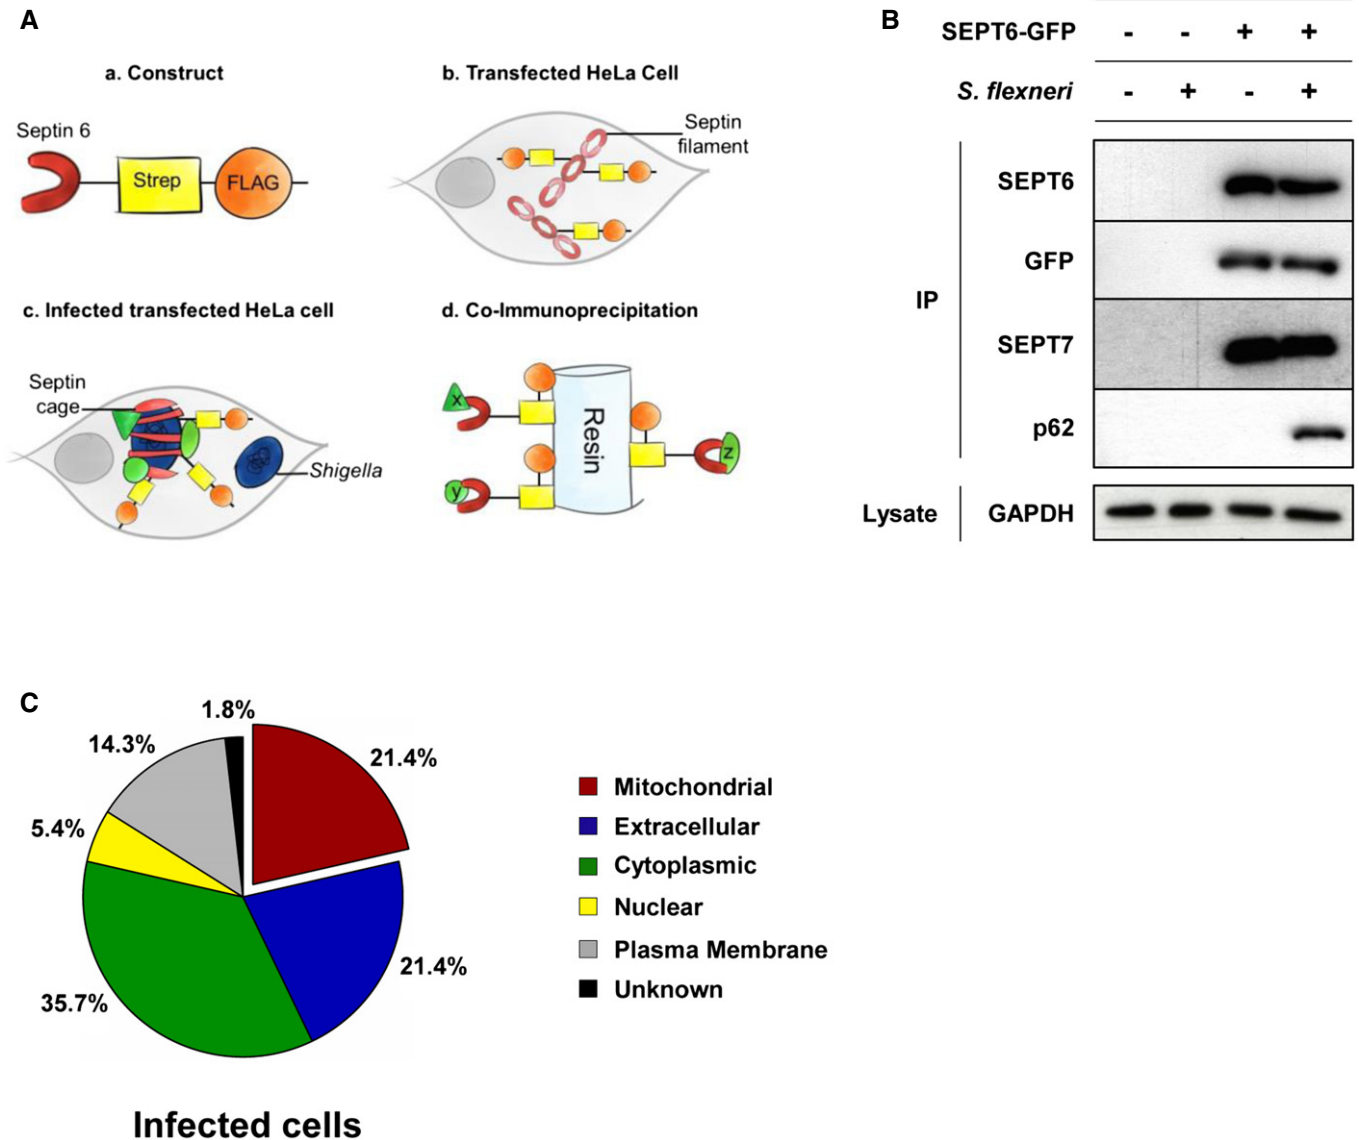 A
a. Construct
Septin 6
Strep
FLAG
b. Transfected HeLa Cell
Septin
filament
c. Infected transfected HeLa cell
Septin
cage
Shigella
d. Co-Immunoprecipitation
x
y
z
Resin
B
SEPT6-GFP - - + +
S. flexneri - + - +
IP
SEPT6
GFP
SEPT7
p62
Lysate GAPDH
C
1.8%
14.3%
21.4%
5.4%
21.4%
35.7%
Mitochondrial
Extracellular
Cytoplasmic
Nuclear
Plasma Membrane
Unknown
Infected cells